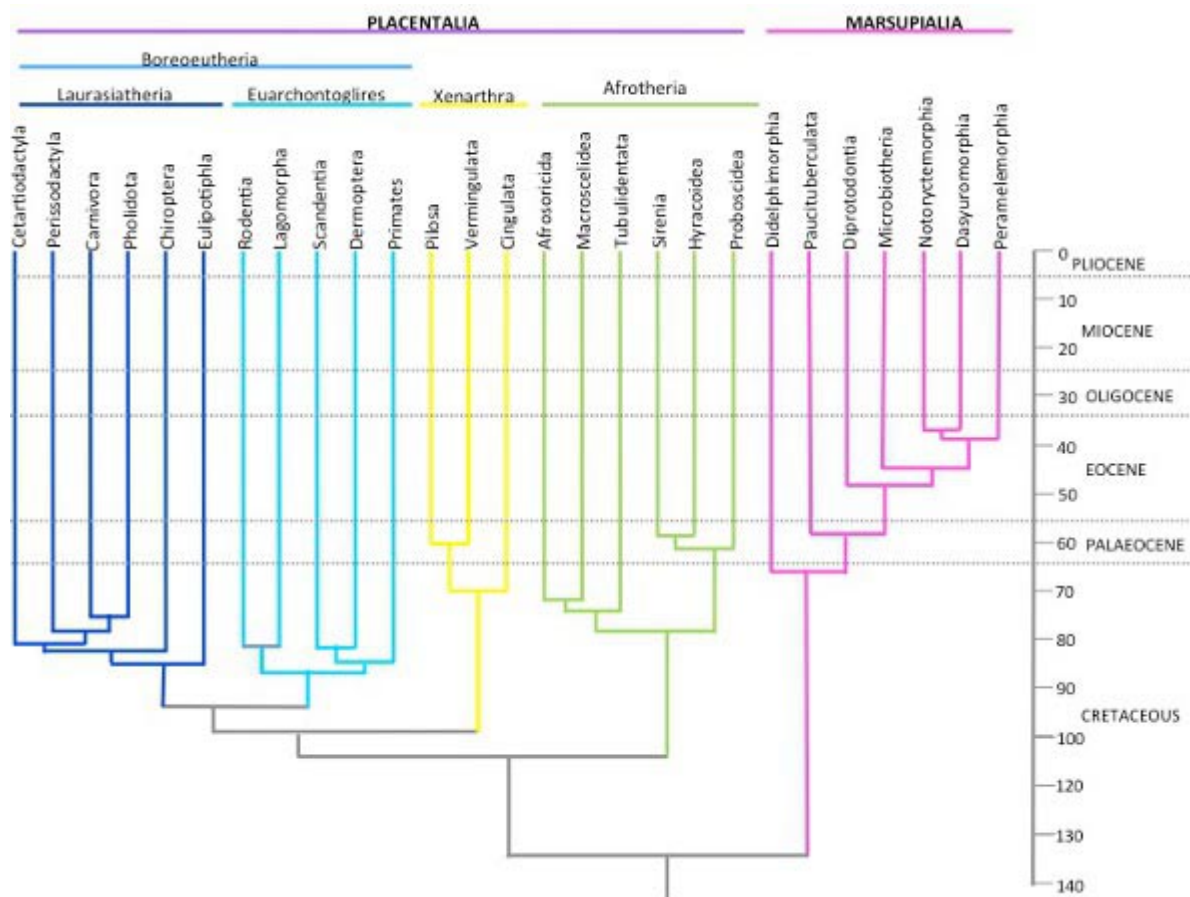 PLACENTALIA
MARSUPIALIA
Boreoeutheria
Laurasiatheria
Euarchontoglires
Xenarthra
Afrotheria
Cetartiodactyla
Perissodactyla
Carnivora
Pholidota
Chiroptera
Eulipotiphla
Rodentia
Lagomorpha
Scandentia
Dermoptera
Primates
Pilosa
Vermingulata
Cingulata
Afrosoricida
Macroscelidea
Tubulidentata
Sirenia
Hyracoidea
Proboscidea
Didelphimorphia
Paucituberculata
Diprotodontia
Microbiotheria
Notoryctemorphia
Dasyuromorphia
Peramelemorphia
0
PLIOCENE
10
MIOCENE
20
OLIGOCENE
30
40
EOCENE
50
60
PALAEOCENE
70
80
90
CRETACEOUS
100
110
120
130
140